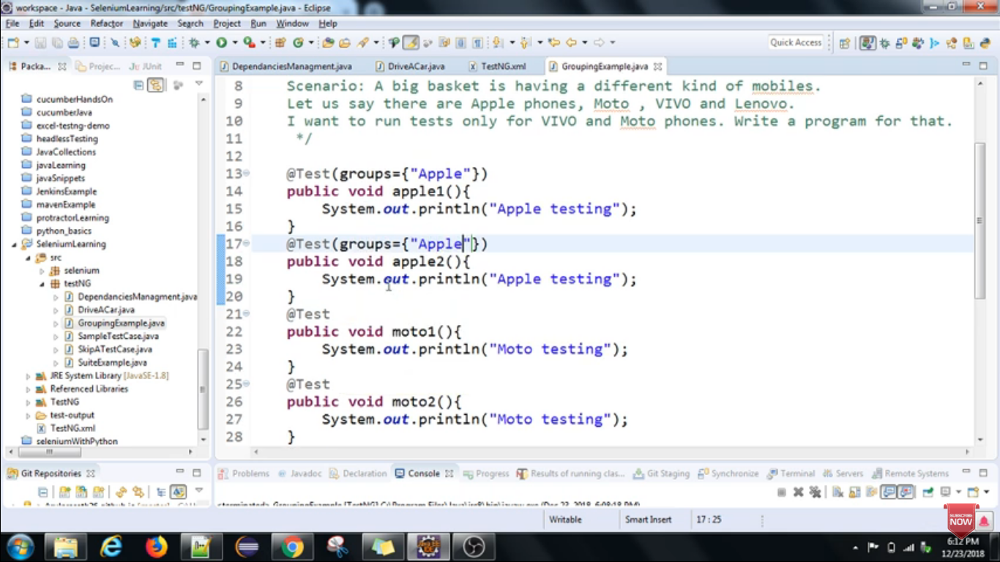 workspace - Java - SeleniumLearning/src/testNG/GroupingExample.java - Eclipse
File Edit Source Refactor Navigate Search Project Run Window Help
Quick Access
Packa... Projec... JUnit
DependanciesManagment.java DriveACar.java TestNG.xml GroupingExample.java
cucumberHandsOn
cucumberJava
excel-testng-demo
headlessTesting
JavaCollections
javaLearning
javaSnippets
JenkinsExample
mavenExample
protractorLearning
python_basics
SeleniumLearning
src
selenium
testNG
DependanciesManagment.java
DriveACar.java
GroupingExample.java
SampleTestCase.java
SkipATestCase.java
SuiteExample.java
JRE System Library [JavaSE-1.8]
Referenced Libraries
TestNG
test-output
TestNG.xml
seleniumWithPython
8 Scenario: A big basket is having a different kind of mobiles.
9 Let us say there are Apple phones, Moto , VIVO and Lenovo.
10 I want to run tests only for VIVO and Moto phones. Write a program for that.
11 */
12
13 @Test(groups={"Apple"})
14 public void apple1(){
15 System.out.println("Apple testing");
16 }
17 @Test(groups={"Apple"})
18 public void apple2(){
19 System.out.println("Apple testing");
20 }
21 @Test
22 public void moto1(){
23 System.out.println("Moto testing");
24 }
25 @Test
26 public void moto2(){
27 System.out.println("Moto testing");
28 }
Git Repositories
Problems Javadoc Declaration Console Progress Results of running clas... Git Staging Synchronize Terminal Servers Remote Systems
<terminated> GroupingExample [TestNG] C:\Program Files\Java\jre8\bin\javaw.exe (Dec 23, 2018, 6:08:18 PM)
Writable Smart Insert 17 : 25
SUBSCRIBE
NOW
6:12 PM
12/23/2018